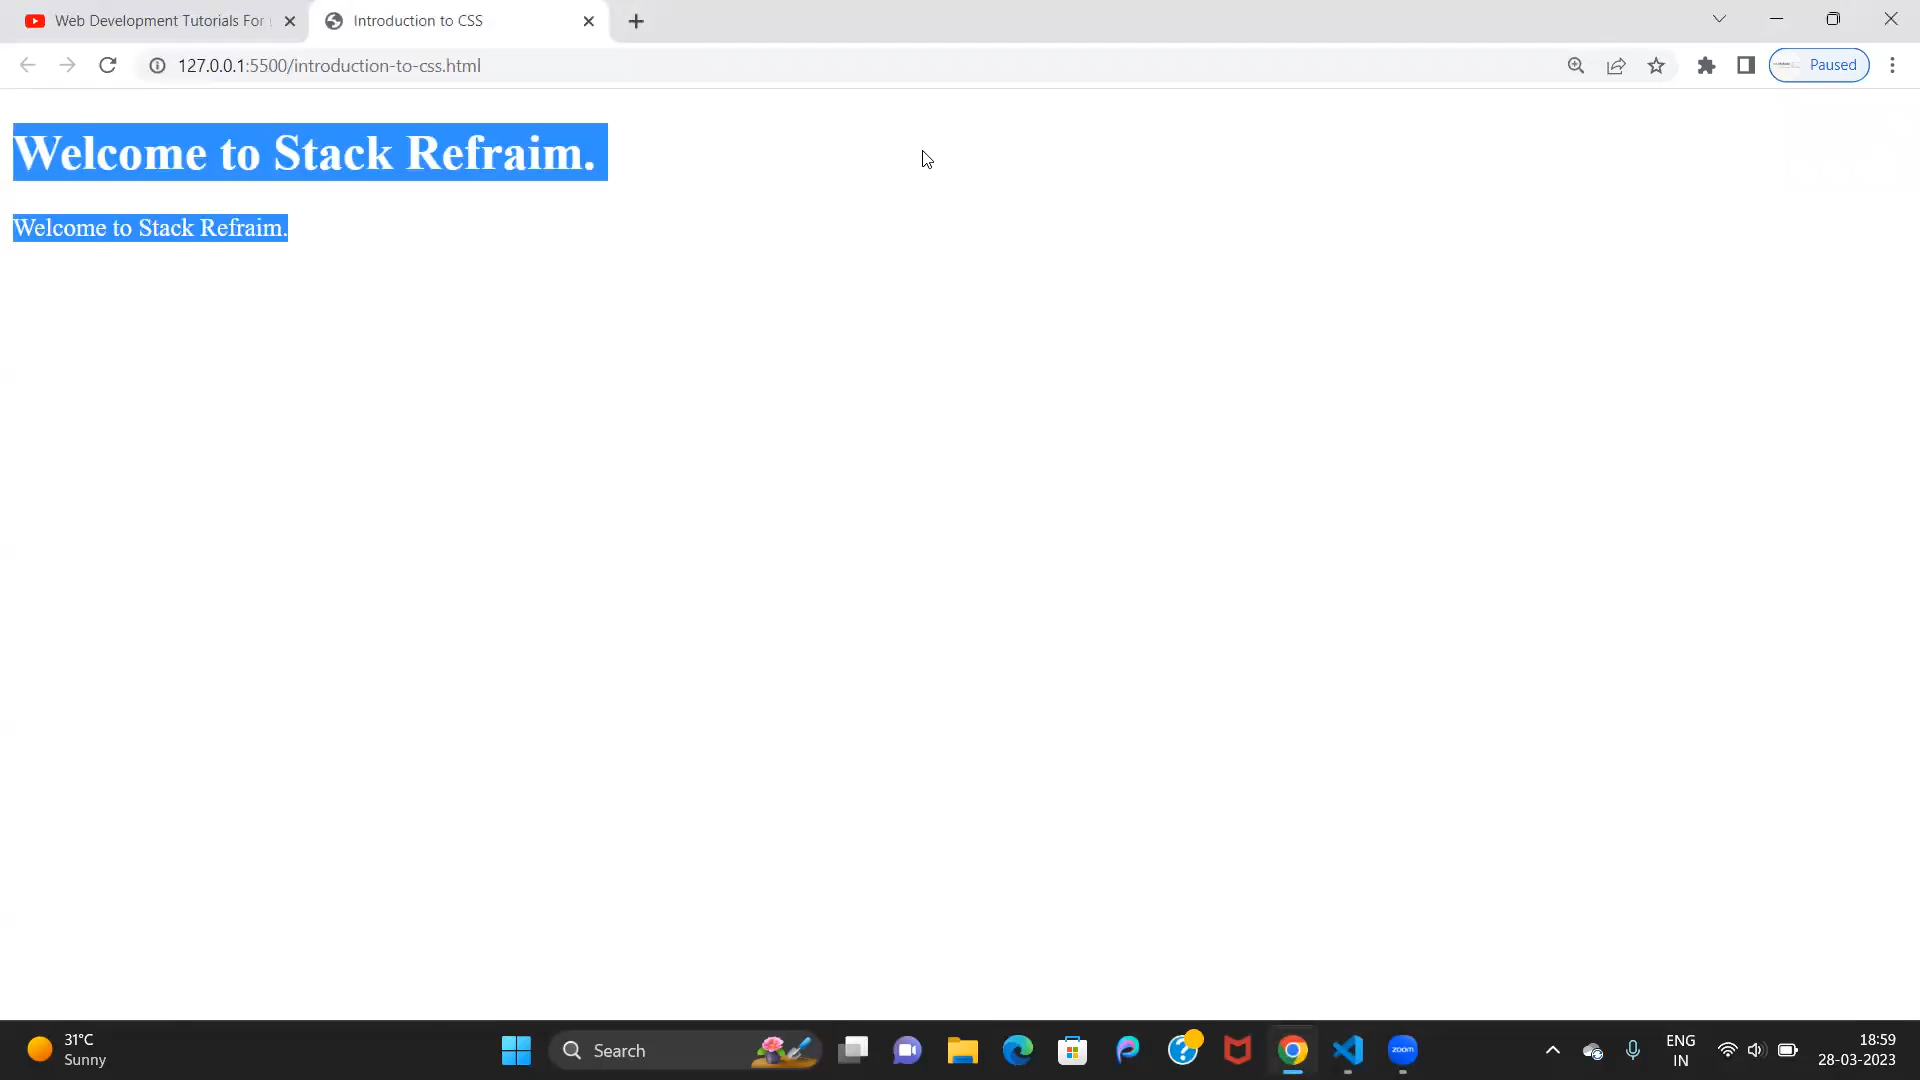 Web Development Tutorials For
Introduction to CSS
127.0.0.1:5500/introduction-to-css.html
Paused
Welcome to Stack Refraim.
Welcome to Stack Refraim.
31°C
Sunny
Search
zoom
ENG
IN
18:59
28-03-2023